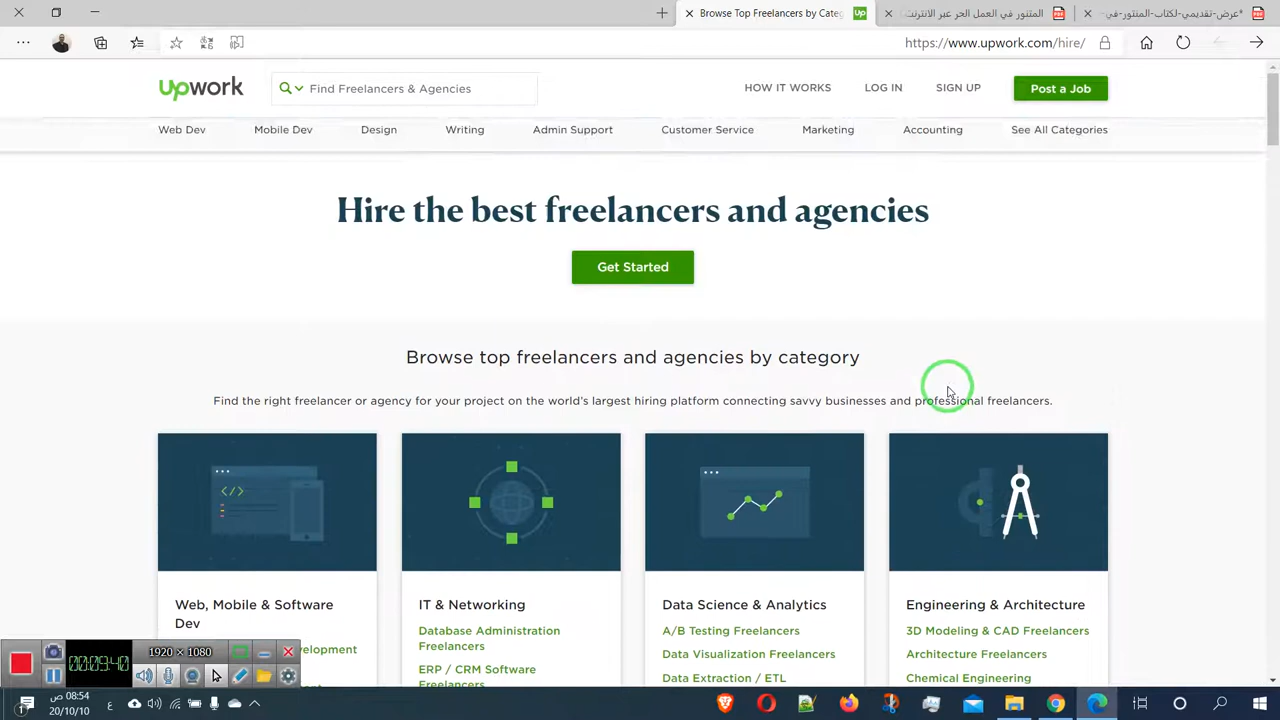 Browse Top Freelancers by Categ
المنثور في العمل الحر عبر الانترنت
*عرض-تقديمي-لكتاب-المنثور-في-
https://www.upwork.com/hire/
upwork
Find Freelancers & Agencies
HOW IT WORKS
LOG IN
SIGN UP
Post a Job
Web Dev
Mobile Dev
Design
Writing
Admin Support
Customer Service
Marketing
Accounting
See All Categories
Hire the best freelancers and agencies
Get Started
Browse top freelancers and agencies by category
Find the right freelancer or agency for your project on the world's largest hiring platform connecting savvy businesses and professional freelancers.
Web, Mobile & Software
Dev
velopment
IT & Networking
Database Administration
Freelancers
ERP / CRM Software
Freelancers
Data Science & Analytics
A/B Testing Freelancers
Data Visualization Freelancers
Data Extraction / ETL
Engineering & Architecture
3D Modeling & CAD Freelancers
Architecture Freelancers
Chemical Engineering
00:09:40
1920 × 1080
08:54 ص
20/10/10